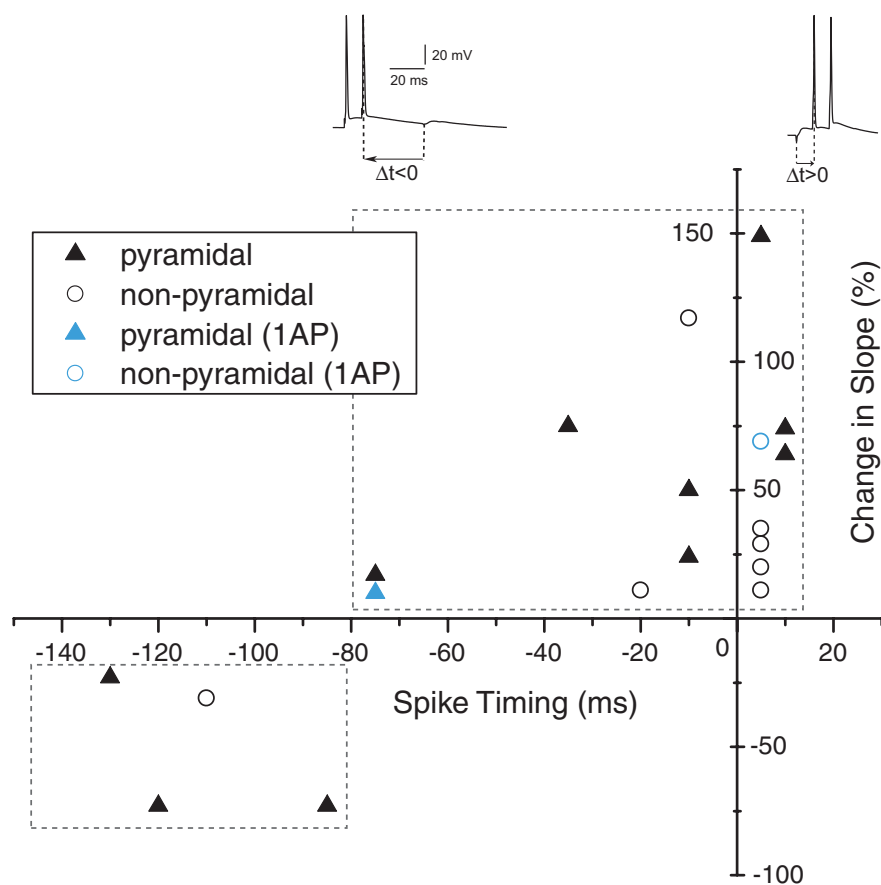 20 mV
20 ms
Δt<0
Δt>0
pyramidal
non-pyramidal
pyramidal (1AP)
non-pyramidal (1AP)
150
100
50
-140 -120 -100 -80 -60 -40 -20 0 20
Spike Timing (ms)
Change in Slope (%)
-50
-100